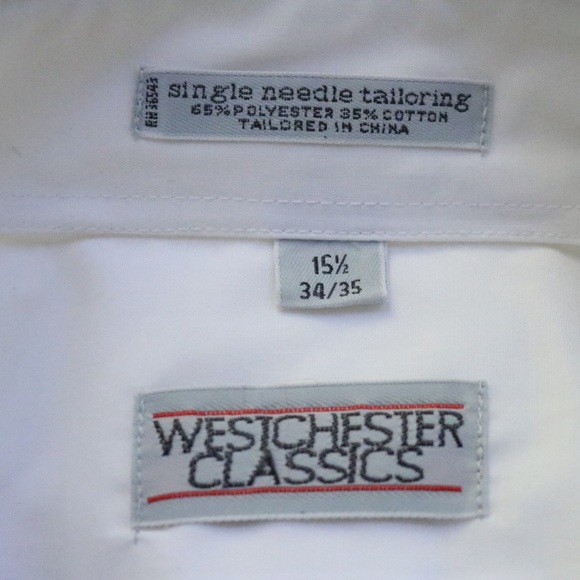 single needle tailoring
65% POLYESTER 35% COTTON
TAILORED IN CHINA
15½
34/35
WESTCHESTER
CLASSICS